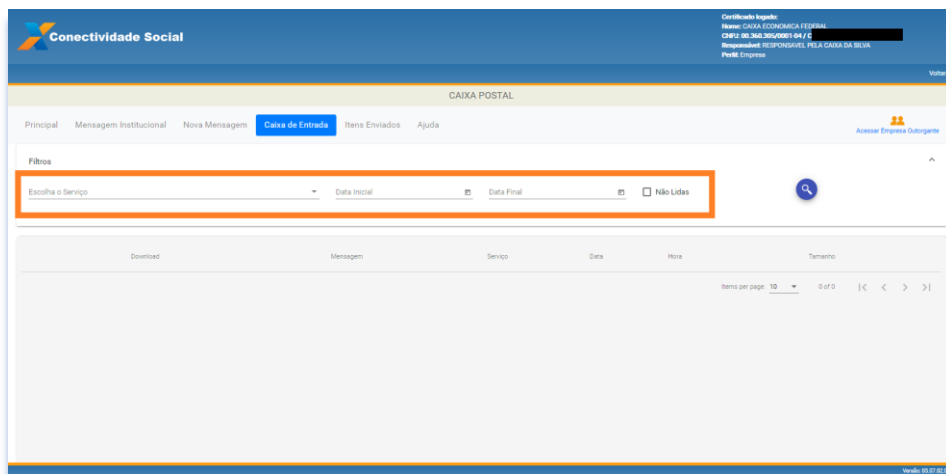 Conectividade Social
Certificado logado:
Nome: CAIXA ECONOMICA FEDERAL
CNPJ: 00.360.305/0001-04 / C
Responsável: RESPONSAVEL PELA CAIXA DA SILVA
Perfil: Empresa
Voltar
CAIXA POSTAL
Principal Mensagem Institucional Nova Mensagem Caixa de Entrada Itens Enviados Ajuda
Acessar Empresa Outorgante
Filtros
Escolha o Serviço Data Inicial Data Final Não Lidas
Download Mensagem Serviço Data Hora Tamanho
Items per page: 10 0 of 0